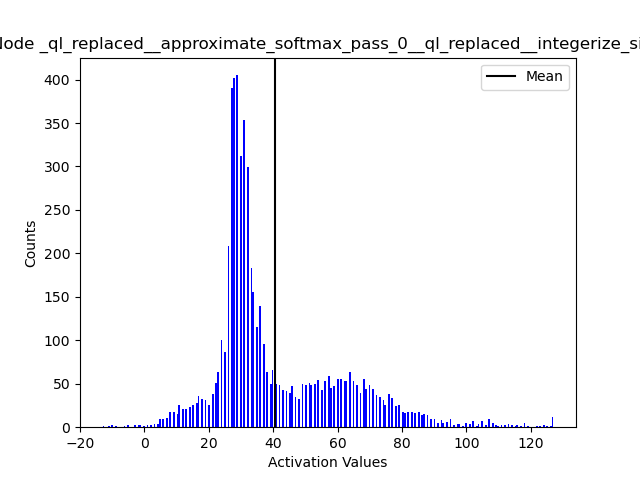 _ql_replaced__approximate_softmax_pass_0__ql_replaced__integerize_si
Mean
Counts
400
350
300
250
200
150
100
50
0
−20 0 20 40 60 80 100 120
Activation Values